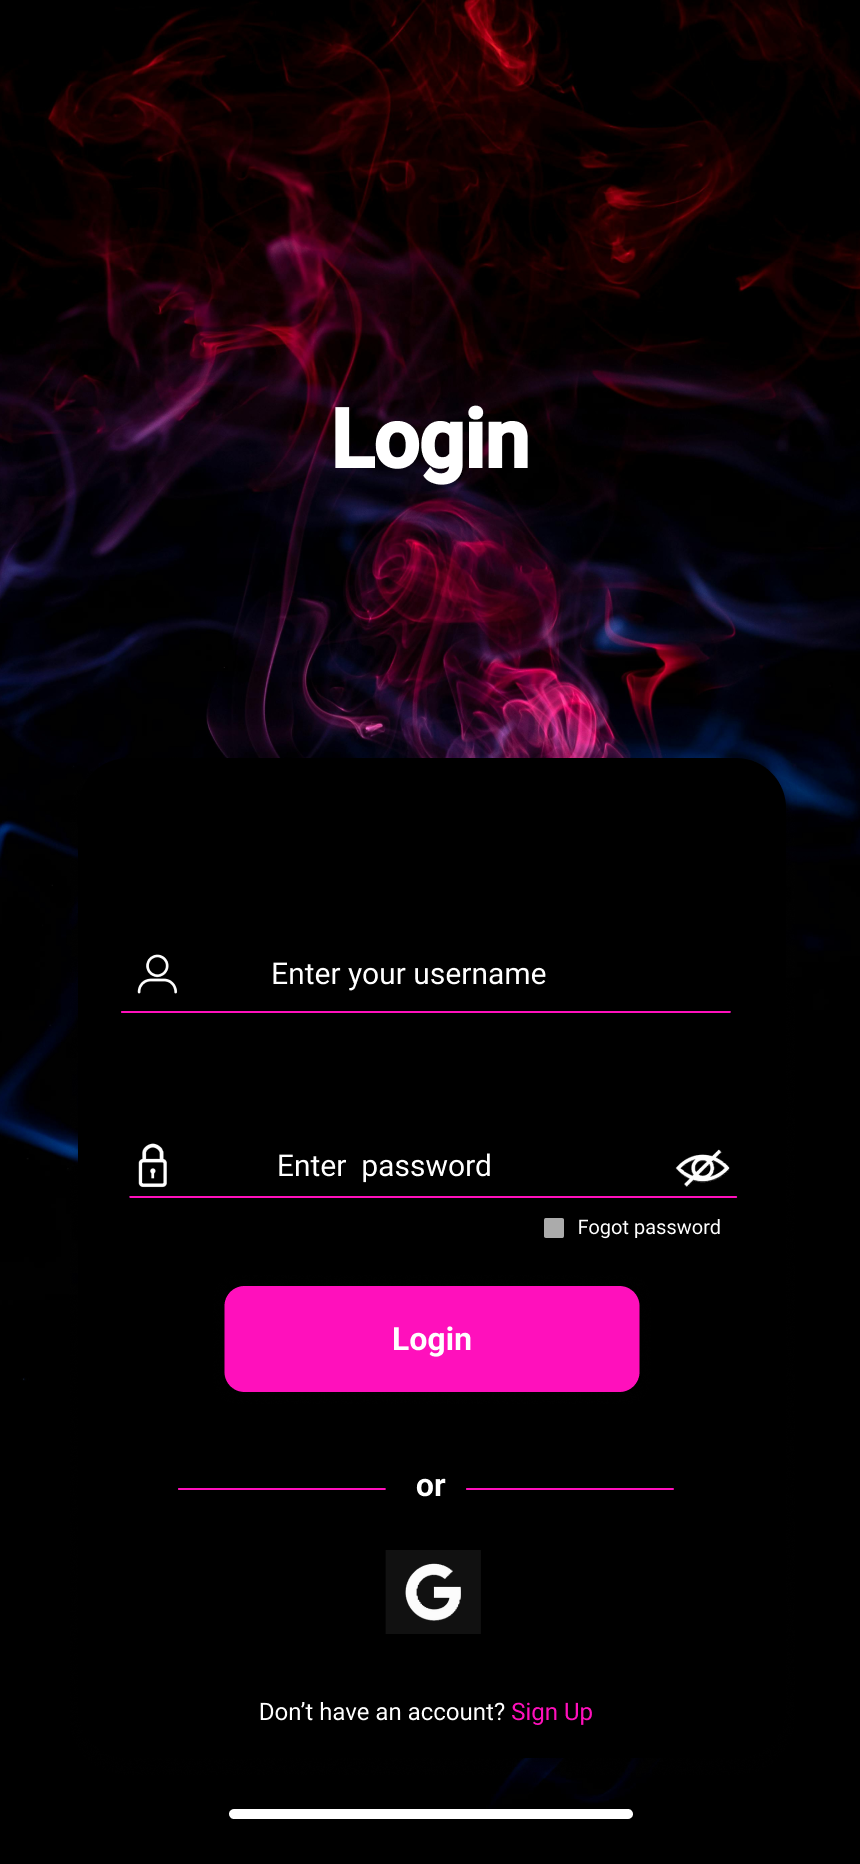 Login
Enter your username
Enter  password
Fogot password
Login
or
G
Don’t have an account? Sign Up